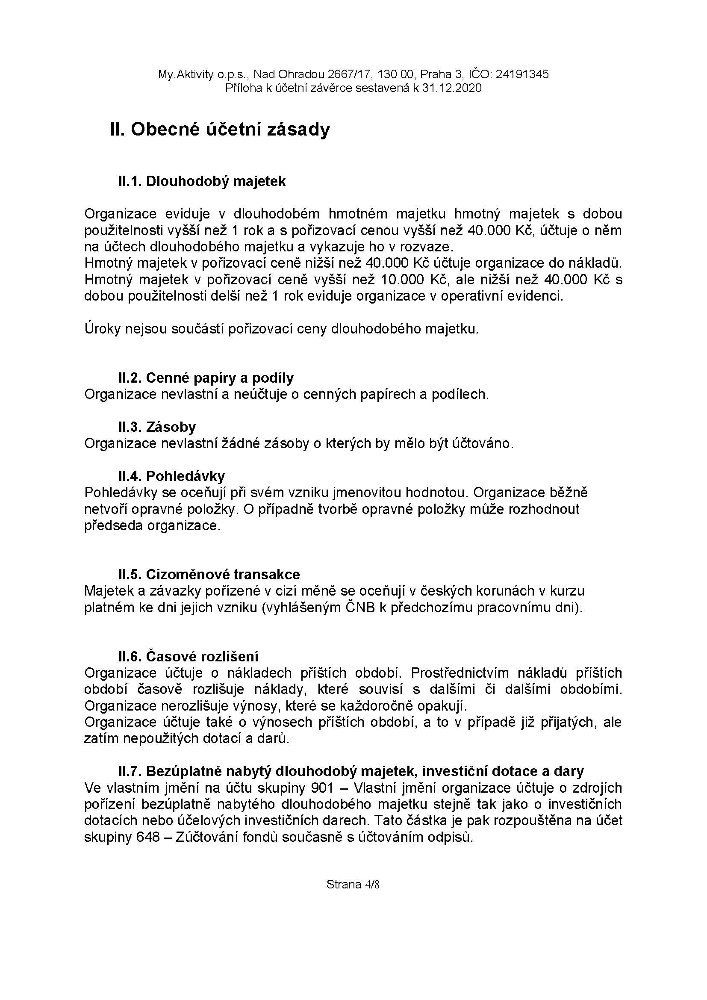 My.Aktivity o.p.s., Nad Ohradou 2667/17, 130 00, Praha 3, IČO: 24191345
Příloha k účetní závěrce sestavená k 31.12.2020
II. Obecné účetní zásady
II.1. Dlouhodobý majetek
Organizace eviduje v dlouhodobém hmotném majetku hmotný majetek s dobou
použitelnosti vyšší než 1 rok a s pořizovací cenou vyšší než 40.000 Kč, účtuje o něm
na účtech dlouhodobého majetku a vykazuje ho v rozvaze.
Hmotný majetek v pořizovací ceně nižší než 40.000 Kč účtuje organizace do nákladů.
Hmotný majetek v pořizovací ceně vyšší než 10.000 Kč, ale nižší než 40.000 Kč s
dobou použitelnosti delší než 1 rok eviduje organizace v operativní evidenci.
Úroky nejsou součástí pořizovací ceny dlouhodobého majetku.
II.2. Cenné papíry a podíly
Organizace nevlastní a neúčtuje o cenných papírech a podílech.
II.3. Zásoby
Organizace nevlastní žádné zásoby o kterých by mělo být účtováno.
II.4. Pohledávky
Pohledávky se oceňují při svém vzniku jmenovitou hodnotou. Organizace běžně
netvoří opravné položky. O případně tvorbě opravné položky může rozhodnout
předseda organizace.
II.5. Cizoměnové transakce
Majetek a závazky pořízené v cizí měně se oceňují v českých korunách v kurzu
platném ke dni jejich vzniku (vyhlášeným ČNB k předchozímu pracovnímu dni).
II.6. Časové rozlišení
Organizace účtuje o nákladech příštích období. Prostřednictvím nákladů příštích
období časově rozlišuje náklady, které souvisí s dalšími či dalšími obdobími.
Organizace nerozlišuje výnosy, které se každoročně opakují.
Organizace účtuje také o výnosech příštích období, a to v případě již přijatých, ale
zatím nepoužitých dotací a darů.
II.7. Bezúplatně nabytý dlouhodobý majetek, investiční dotace a dary
Ve vlastním jmění na účtu skupiny 901 – Vlastní jmění organizace účtuje o zdrojích
pořízení bezúplatně nabytého dlouhodobého majetku stejně tak jako o investičních
dotacích nebo účelových investičních darech. Tato částka je pak rozpouštěna na účet
skupiny 648 – Zúčtování fondů současně s účtováním odpisů.
Strana 4/8